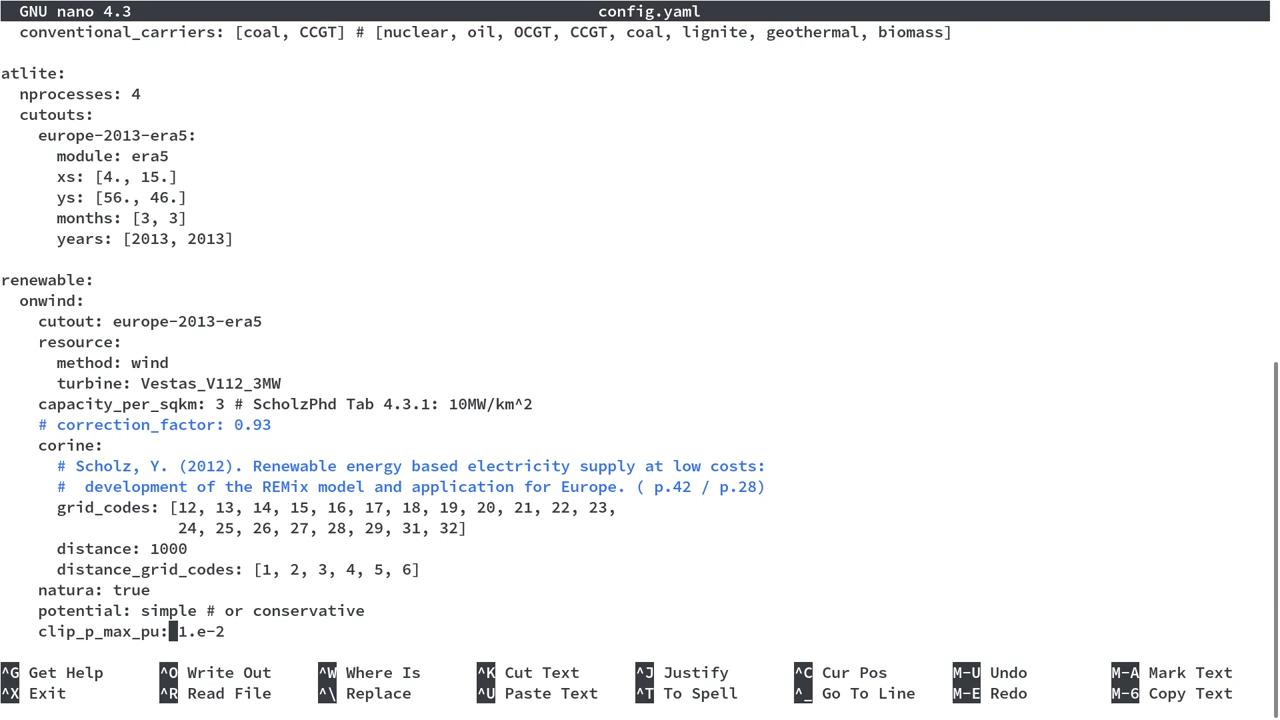 GNU nano 4.3 config.yaml
conventional_carriers: [coal, CCGT] # [nuclear, oil, OCGT, CCGT, coal, lignite, geothermal, biomass]
atlite:
nprocesses: 4
cutouts:
europe-2013-era5:
module: era5
xs: [4., 15.]
ys: [56., 46.]
months: [3, 3]
years: [2013, 2013]
renewable:
onwind:
cutout: europe-2013-era5
resource:
method: wind
turbine: Vestas_V112_3MW
capacity_per_sqkm: 3 # ScholzPhd Tab 4.3.1: 10MW/km^2
# correction_factor: 0.93
corine:
# Scholz, Y. (2012). Renewable energy based electricity supply at low costs:
#  development of the REMix model and application for Europe. ( p.42 / p.28)
grid_codes: [12, 13, 14, 15, 16, 17, 18, 19, 20, 21, 22, 23,
24, 25, 26, 27, 28, 29, 31, 32]
distance: 1000
distance_grid_codes: [1, 2, 3, 4, 5, 6]
natura: true
potential: simple # or conservative
clip_p_max_pu: 1.e-2
^G Get Help ^O Write Out ^W Where Is ^K Cut Text ^J Justify ^C Cur Pos M-U Undo M-A Mark Text
^X Exit ^R Read File ^\ Replace ^U Paste Text ^T To Spell ^_ Go To Line M-E Redo M-6 Copy Text